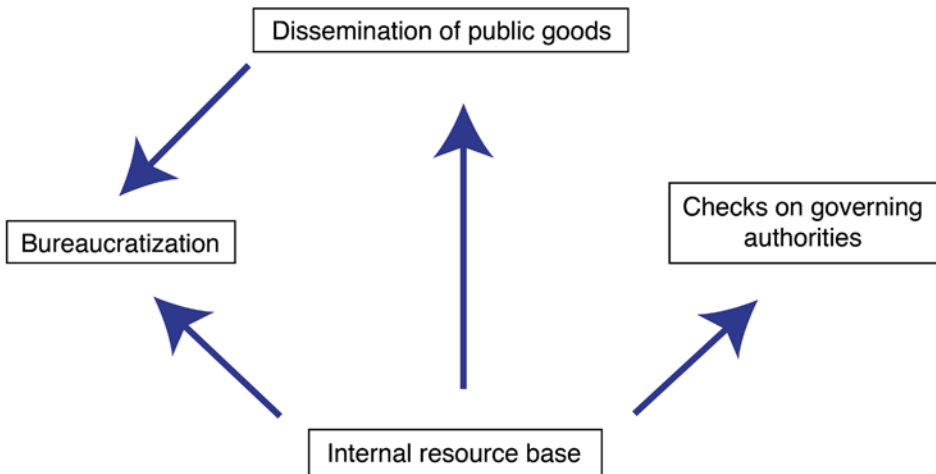 Dissemination of public goods
Checks on governing
authorities
Bureaucratization
Internal resource base